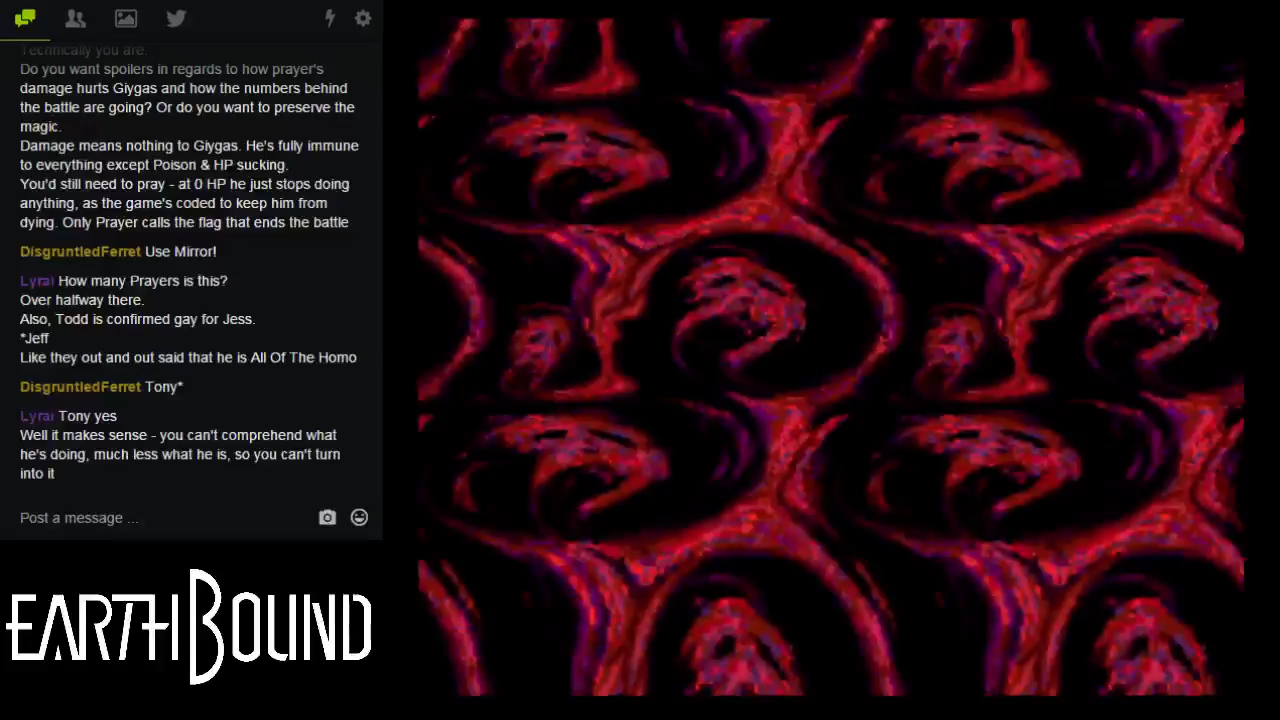 Technically you are.
Do you want spoilers in regards to how prayer's
damage hurts Giygas and how the numbers behind
the battle are going? Or do you want to preserve the
magic.
Damage means nothing to Giygas. He's fully immune
to everything except Poison & HP sucking.
You'd still need to pray - at 0 HP he just stops doing
anything, as the game's coded to keep him from
dying. Only Prayer calls the flag that ends the battle
DisgruntledFerret Use Mirror!
Lyrai How many Prayers is this?
Over halfway there.
Also, Todd is confirmed gay for Jess.
*Jeff
Like they out and out said that he is All Of The Homo
DisgruntledFerret Tony*
Lyrai Tony yes
Well it makes sense - you can't comprehend what
he's doing, much less what he is, so you can't turn
into it
Post a message ...
EARTHBOUND